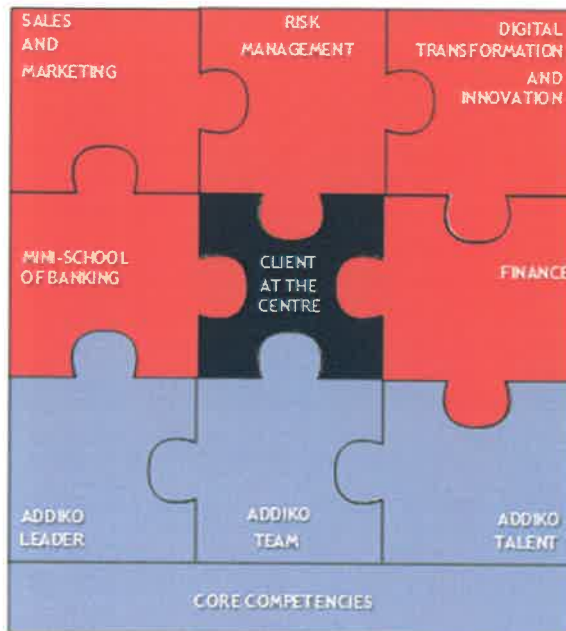 SALES
AND
MARKETING
RISK
MANAGEMENT
DIGITAL
TRANSFORMATION
AND
INNOVATION
MINI-SCHOOL
OF BANKING
CLIENT
AT THE
CENTRE
FINANCE
ADDIKO
LEADER
ADDIKO
TEAM
ADDIKO
TALENT
CORE COMPETENCIES